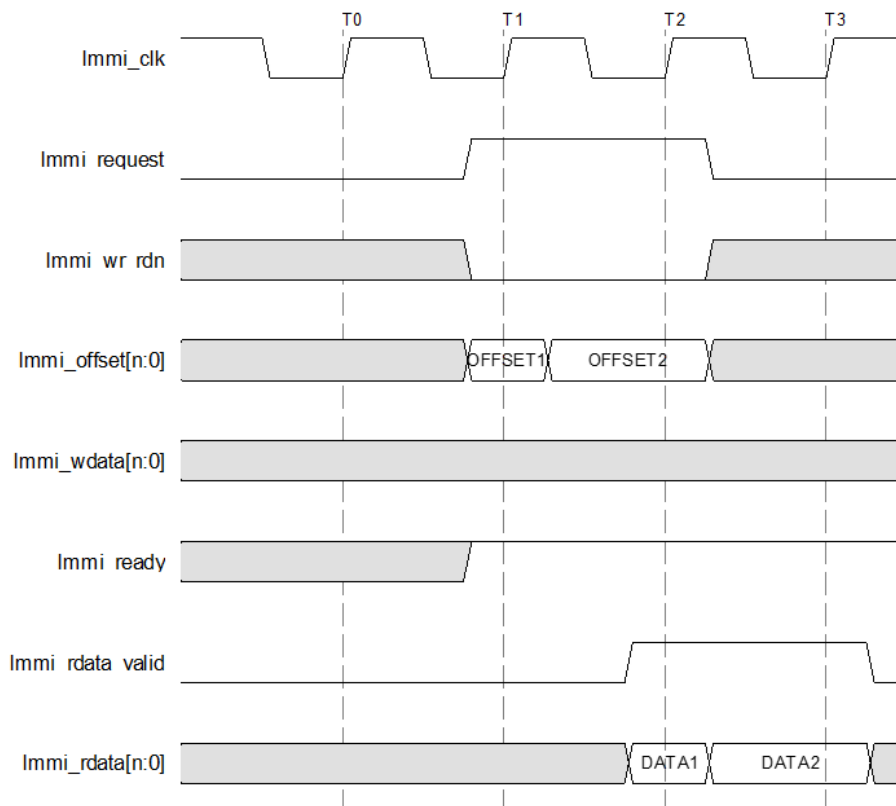 T0 T1 T2 T3
lmmi_clk
lmmi request
lmmi wr rdn
lmmi_offset[n:0] OFFSET1 OFFSET2
lmmi_wdata[n:0]
lmmi ready
lmmi rdata valid
lmmi_rdata[n:0] DATA1 DATA2